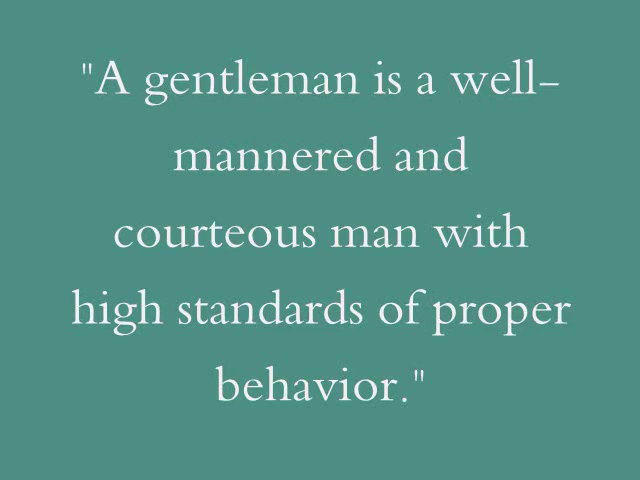 "A gentleman is a well-
mannered and
courteous man with
high standards of proper
behavior."